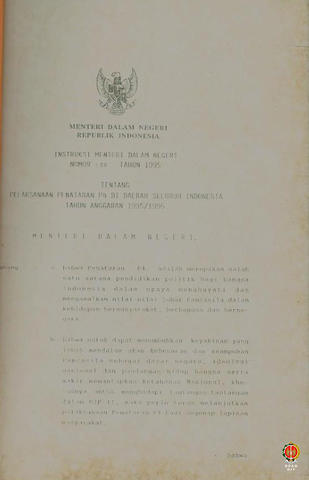 MENTERI DALAM NEGERI
REPUBLIK INDONESIA
INSTRUKSI MENTERI DALAM NEGERI
NOMOR TAHUN 1995
TENTANG
PELAKSANAAN PENATARAN P4 DI DAERAH SELURUH INDONESIA
TAHUN ANGGARAN 1995/1996
MENTERI DALAM NEGERI,
a. bahwa Penataran P4 adalah merupakan salah
satu sarana pendidikan politik bagi bangsa
Indonesia dalam upaya menghayati dan
mengamalkan nilai-nilai luhur Pancasila dalam
kehidupan bermasyarakat, berbangsa dan berne-
gara.
b. bahwa untuk dapat menumbuhkan keyakinan yang
lebih mendalam atas kebenaran dan
Pancasila sebagai dasar negara, ideologi
nasional dan pandangan hidup bangsa serta
makin memantapkan Ketahanan Nasional, khu-
susnya untuk menghadapi tantangan-tantangan
dalam PJP II, maka perlu terus melanjutkan
pelaksanaan Penataran P4 bagi segenap lapisan
masyarakat.